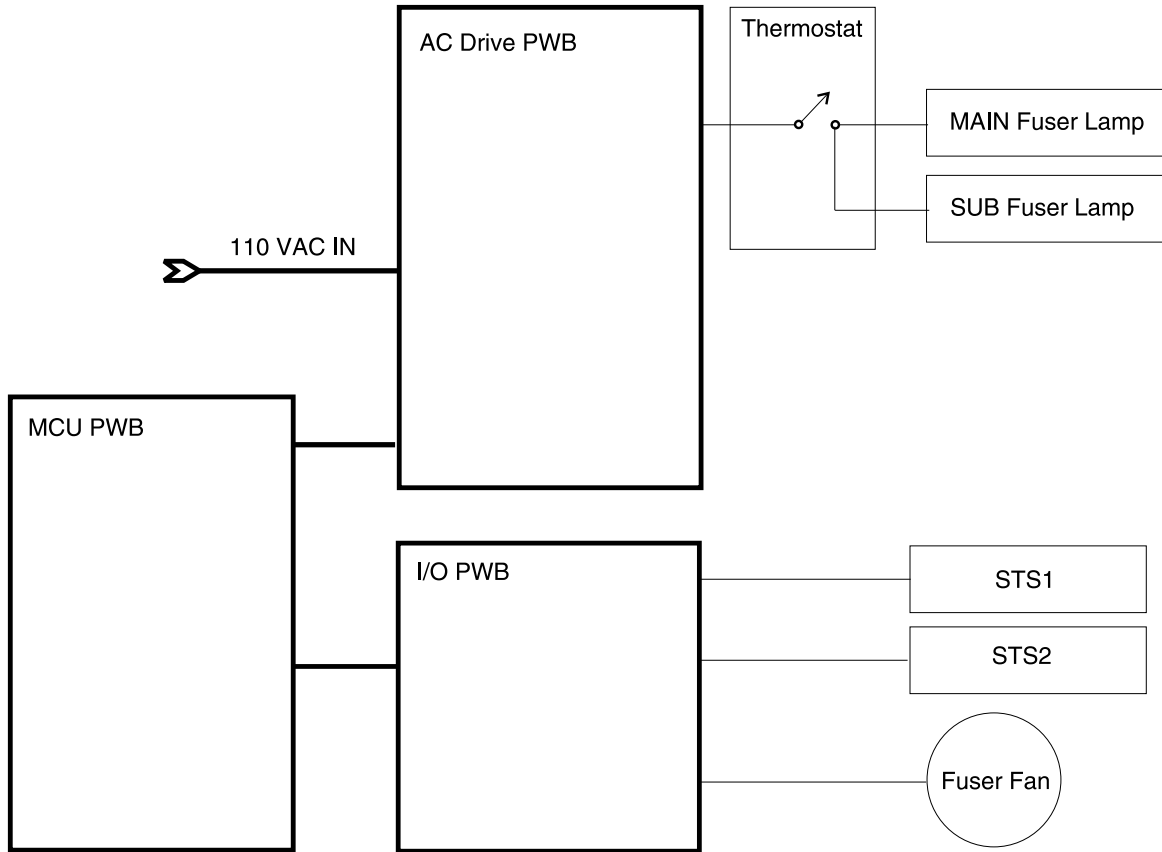 AC Drive PWB
Thermostat
MAIN Fuser Lamp
SUB Fuser Lamp
110 VAC IN
MCU PWB
I/O PWB
STS1
STS2
Fuser Fan